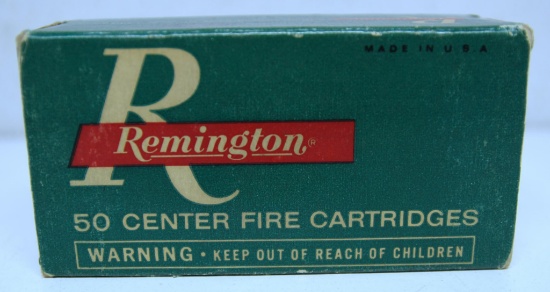 MADE IN U.S.A
R
Remington®
50 CENTER FIRE CARTRIDGES
WARNING • KEEP OUT OF REACH OF CHILDREN